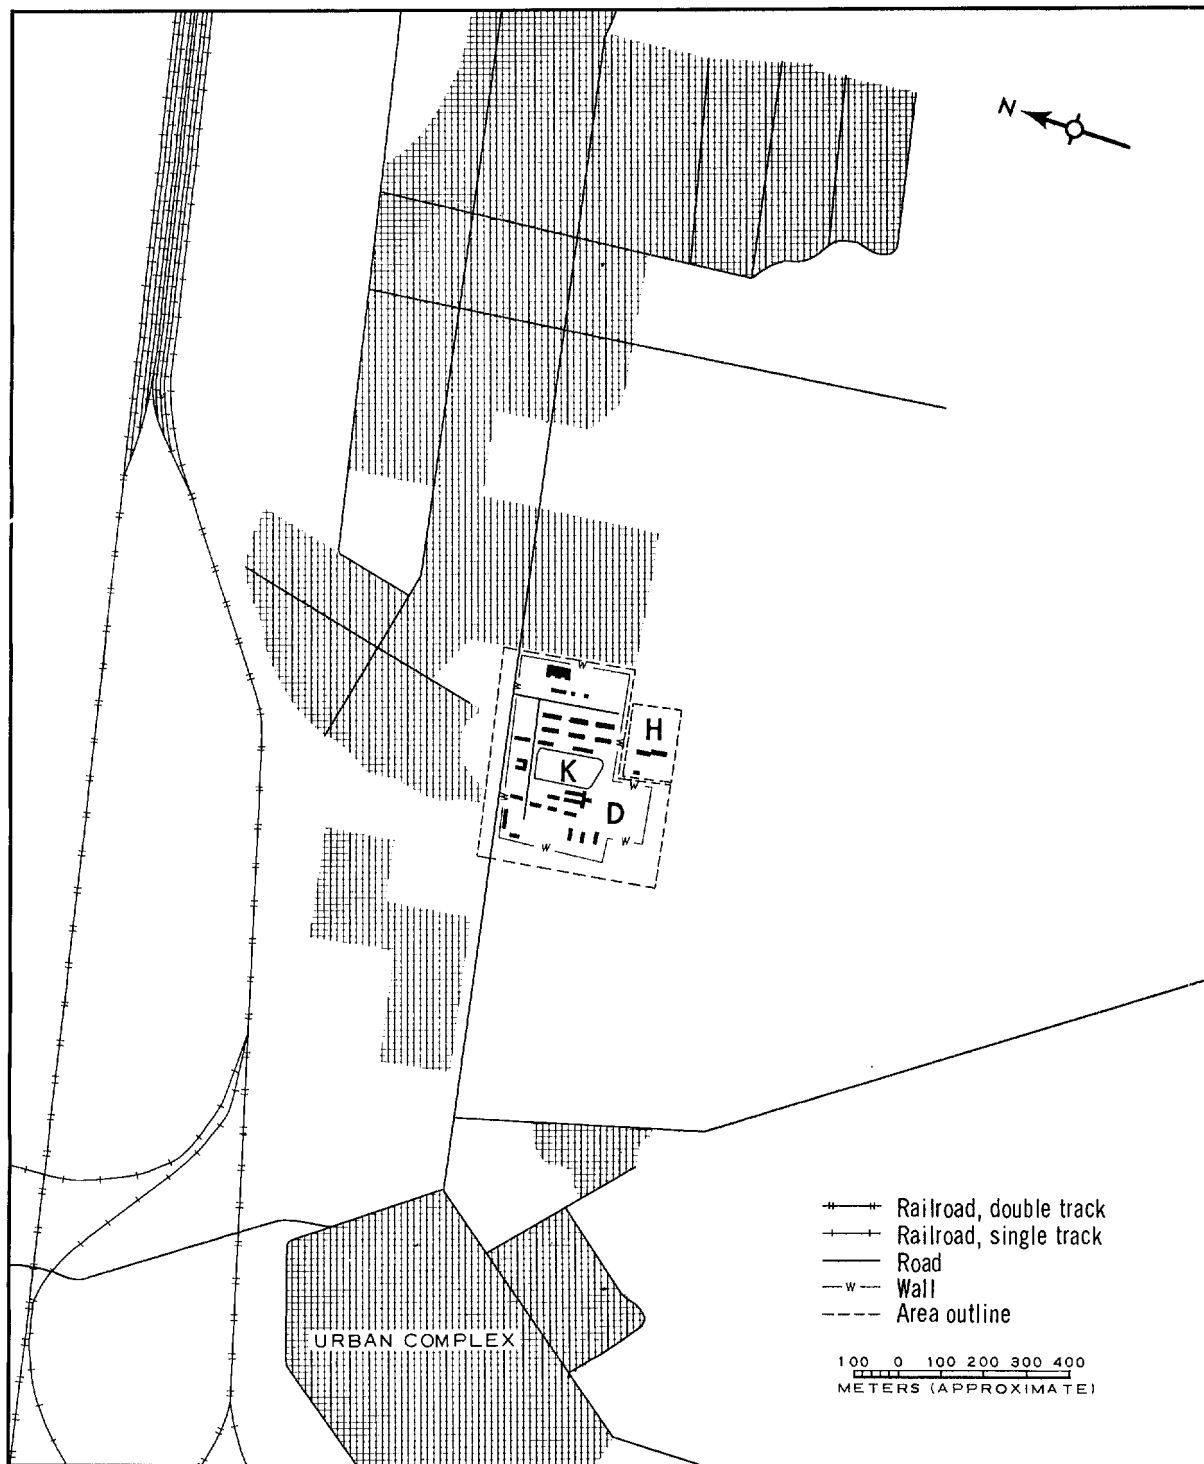 N
H
K
D
W
W
W
W
W
W
W
Railroad, double track
Railroad, single track
Road
W Wall
Area outline
URBAN COMPLEX
100 0 100 200 300 400
METERS (APPROXIMATE)